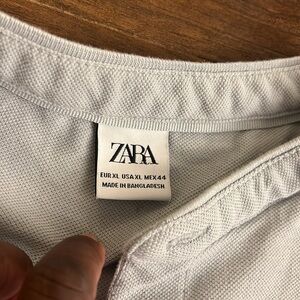 ZARA
EUR XL USA XL MEX 44
MADE IN BANGLADESH